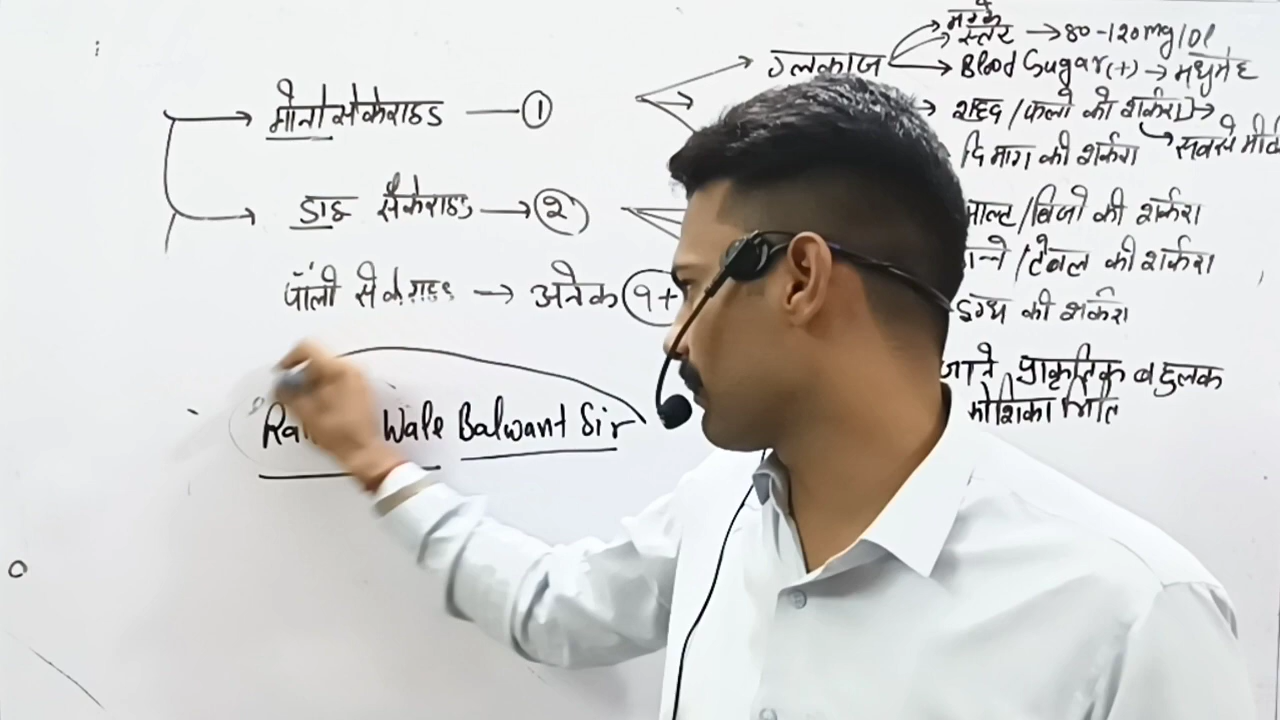 मोनो सैकेराइड — 1
डाइ सैकेराइड → 2
पॉली सैकेराइड → अनेक 9+
Wale Balwant Sir
स्तर → 80-120mg/Dl
ग्लूकोज → Blood Sugar(+) → मधुमेह
→ शहद/फलो की शर्करा →
दिमाग की शर्करा
माल्ट/बिजो की शर्करा
/टेबल की शर्करा
दुग्ध की शर्करा
जाने प्राकृतिक बहुलक
कोशिका भित्ति